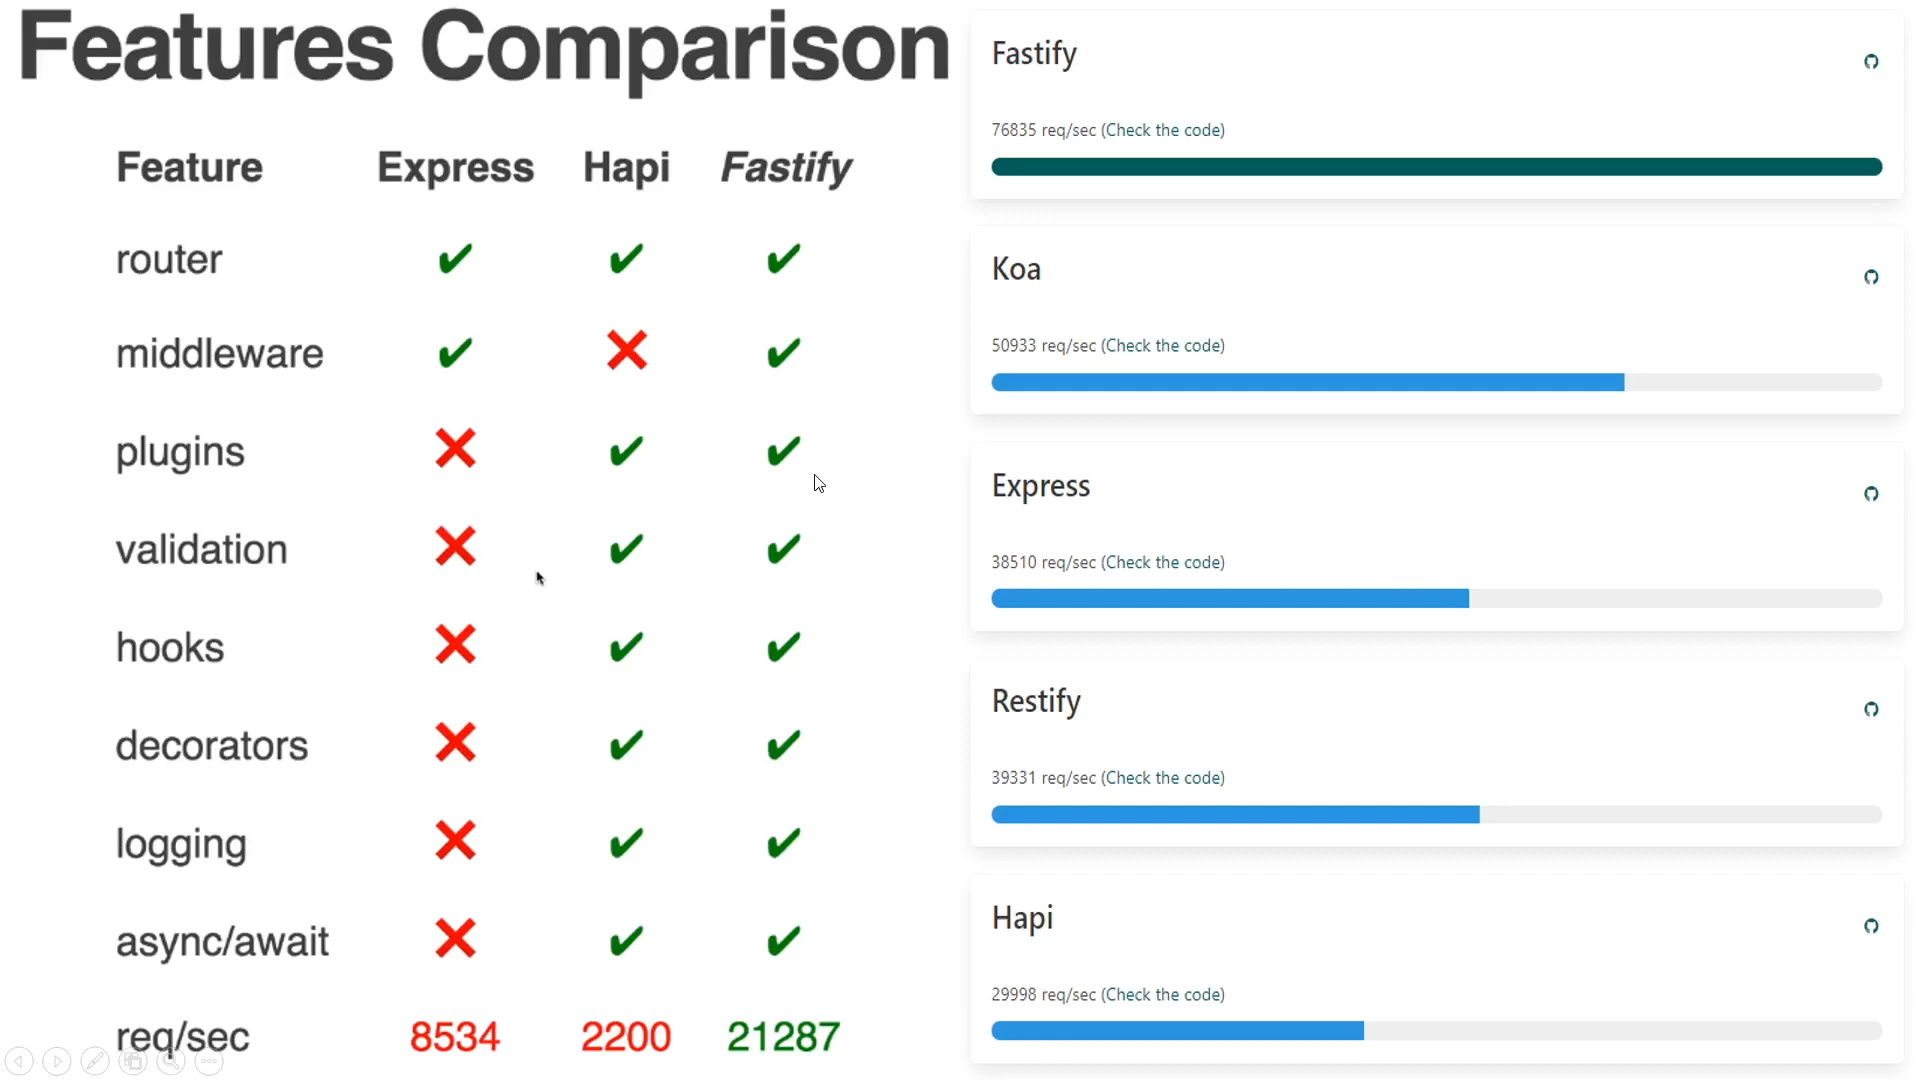 Features Comparison
Feature Express Hapi Fastify
router ✔ ✔ ✔
middleware ✔ ❌ ✔
plugins ❌ ✔ ✔
validation ❌ ✔ ✔
hooks ❌ ✔ ✔
decorators ❌ ✔ ✔
logging ❌ ✔ ✔
async/await ❌ ✔ ✔
req/sec 8534 2200 21287
Fastify
76835 req/sec (Check the code)
Koa
50933 req/sec (Check the code)
Express
38510 req/sec (Check the code)
Restify
39331 req/sec (Check the code)
Hapi
29998 req/sec (Check the code)